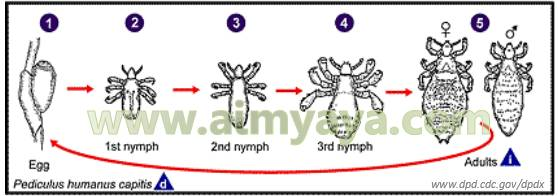 1 2 3 4 5
♀ ♂
www.aimyaya.com
1st nymph 2nd nymph 3rd nymph
Egg Adults i
Pediculus humanus capitis d www.dpd.cdc.gov/dpdx